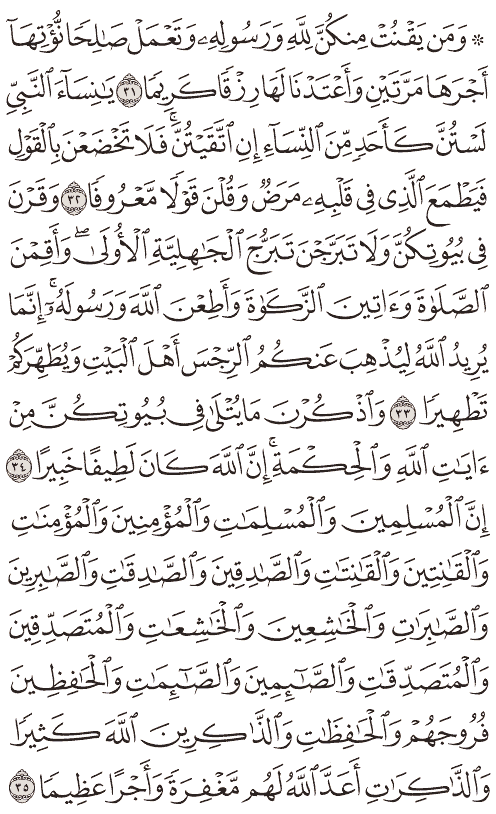 ۞ وَمَن يَقْنُتْ مِنكُنَّ لِلَّهِ وَرَسُولِهِۦ وَتَعْمَلْ صَٰلِحًا نُّؤْتِهَآ
أَجْرَهَا مَرَّتَيْنِ وَأَعْتَدْنَا لَهَا رِزْقًا كَرِيمًا ٣١ يَٰنِسَآءَ ٱلنَّبِىِّ
لَسْتُنَّ كَأَحَدٍ مِّنَ ٱلنِّسَآءِ إِنِ ٱتَّقَيْتُنَّ ۚ فَلَا تَخْضَعْنَ بِٱلْقَوْلِ
فَيَطْمَعَ ٱلَّذِى فِى قَلْبِهِۦ مَرَضٌ وَقُلْنَ قَوْلًا مَّعْرُوفًا ٣٢ وَقَرْنَ
فِى بُيُوتِكُنَّ وَلَا تَبَرَّجْنَ تَبَرُّجَ ٱلْجَٰهِلِيَّةِ ٱلْأُولَىٰ ۖ وَأَقِمْنَ
ٱلصَّلَوٰةَ وَءَاتِينَ ٱلزَّكَوٰةَ وَأَطِعْنَ ٱللَّهَ وَرَسُولَهُۥٓ ۚ إِنَّمَا
يُرِيدُ ٱللَّهُ لِيُذْهِبَ عَنكُمُ ٱلرِّجْسَ أَهْلَ ٱلْبَيْتِ وَيُطَهِّرَكُمْ
تَطْهِيرًا ٣٣ وَٱذْكُرْنَ مَا يُتْلَىٰ فِى بُيُوتِكُنَّ مِنْ
ءَايَٰتِ ٱللَّهِ وَٱلْحِكْمَةِ ۚ إِنَّ ٱللَّهَ كَانَ لَطِيفًا خَبِيرًا ٣٤
إِنَّ ٱلْمُسْلِمِينَ وَٱلْمُسْلِمَٰتِ وَٱلْمُؤْمِنِينَ وَٱلْمُؤْمِنَٰتِ
وَٱلْقَٰنِتِينَ وَٱلْقَٰنِتَٰتِ وَٱلصَّٰدِقِينَ وَٱلصَّٰدِقَٰتِ وَٱلصَّٰبِرِينَ
وَٱلصَّٰبِرَٰتِ وَٱلْخَٰشِعِينَ وَٱلْخَٰشِعَٰتِ وَٱلْمُتَصَدِّقِينَ
وَٱلْمُتَصَدِّقَٰتِ وَٱلصَّٰٓئِمِينَ وَٱلصَّٰٓئِمَٰتِ وَٱلْحَٰفِظِينَ
فُرُوجَهُمْ وَٱلْحَٰفِظَٰتِ وَٱلذَّٰكِرِينَ ٱللَّهَ كَثِيرًا
وَٱلذَّٰكِرَٰتِ أَعَدَّ ٱللَّهُ لَهُم مَّغْفِرَةً وَأَجْرًا عَظِيمًا ٣٥